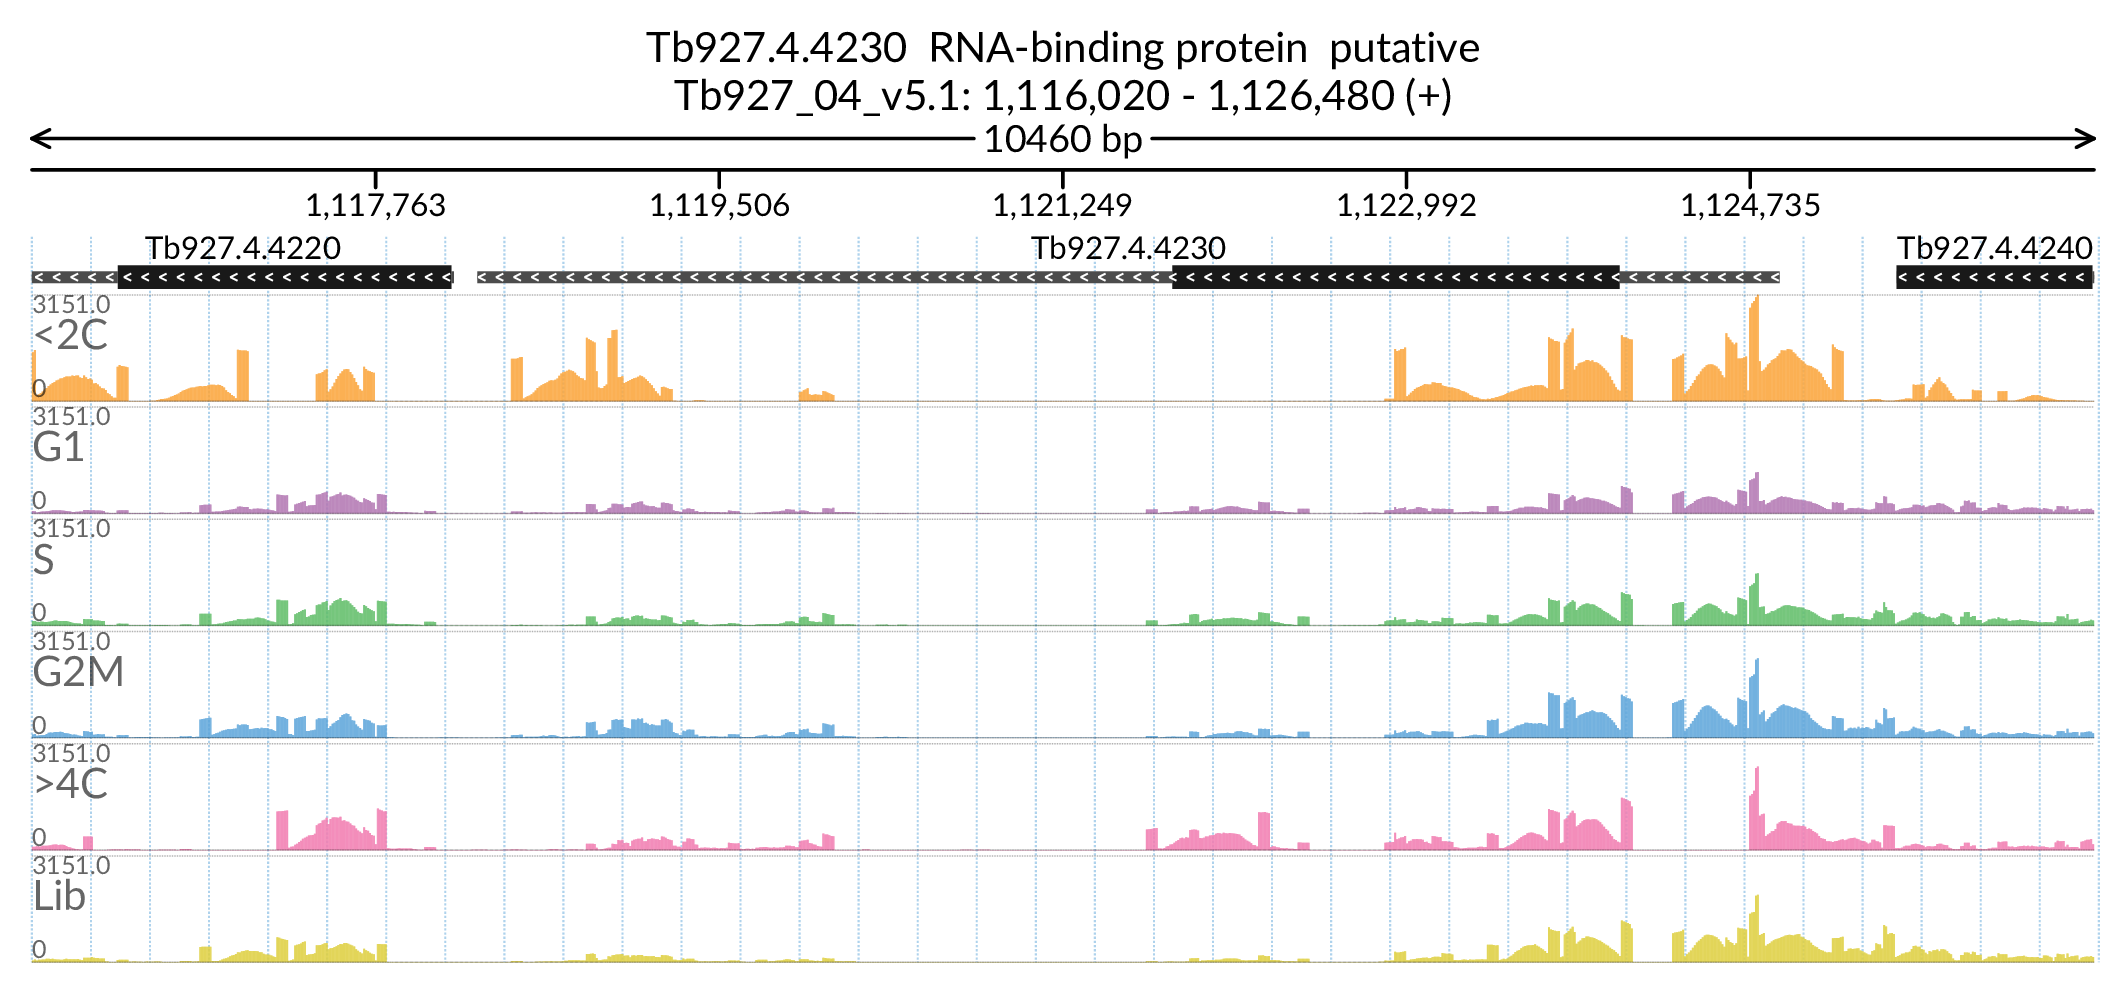 Tb927.4.4230 RNA-binding protein putative
Tb927_04_v5.1: 1,116,020 - 1,126,480 (+)
10460 bp
1,117,763 1,119,506 1,121,249 1,122,992 1,124,735
Tb927.4.4220 Tb927.4.4230 Tb927.4.4240
3151.0
<2C
0
3151.0
G1
0
3151.0
S
0
3151.0
G2M
0
3151.0
>4C
0
3151.0
Lib
0